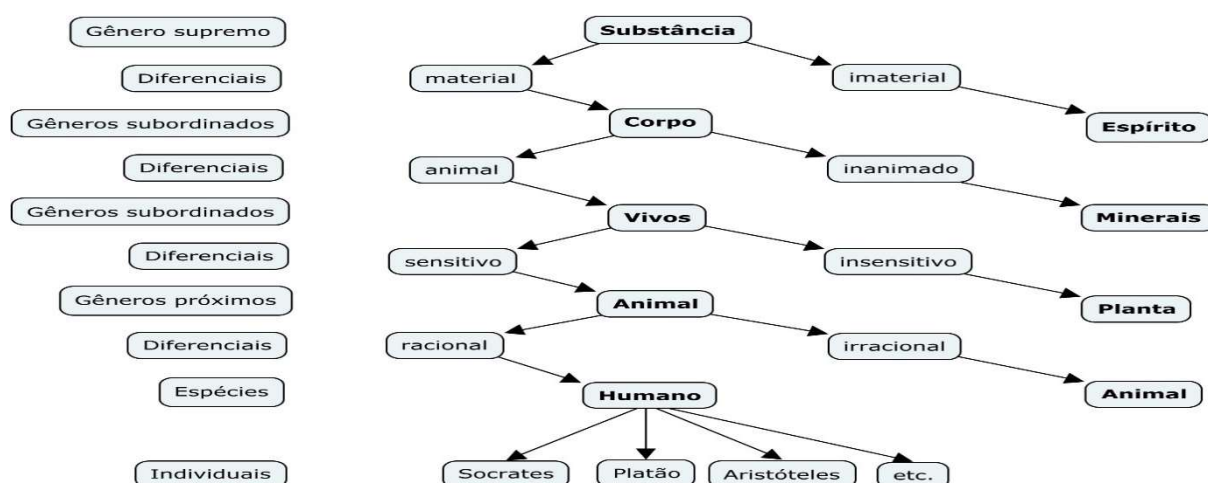 Gênero supremo
Substância
Diferenciais
material
imaterial
Gêneros subordinados
Corpo
Espírito
Diferenciais
animal
inanimado
Gêneros subordinados
Vivos
Minerais
Diferenciais
sensitivo
insensitivo
Gêneros próximos
Animal
Planta
Diferenciais
racional
irracional
Espécies
Humano
Animal
Individuais
Socrates
Platão
Aristóteles
etc.